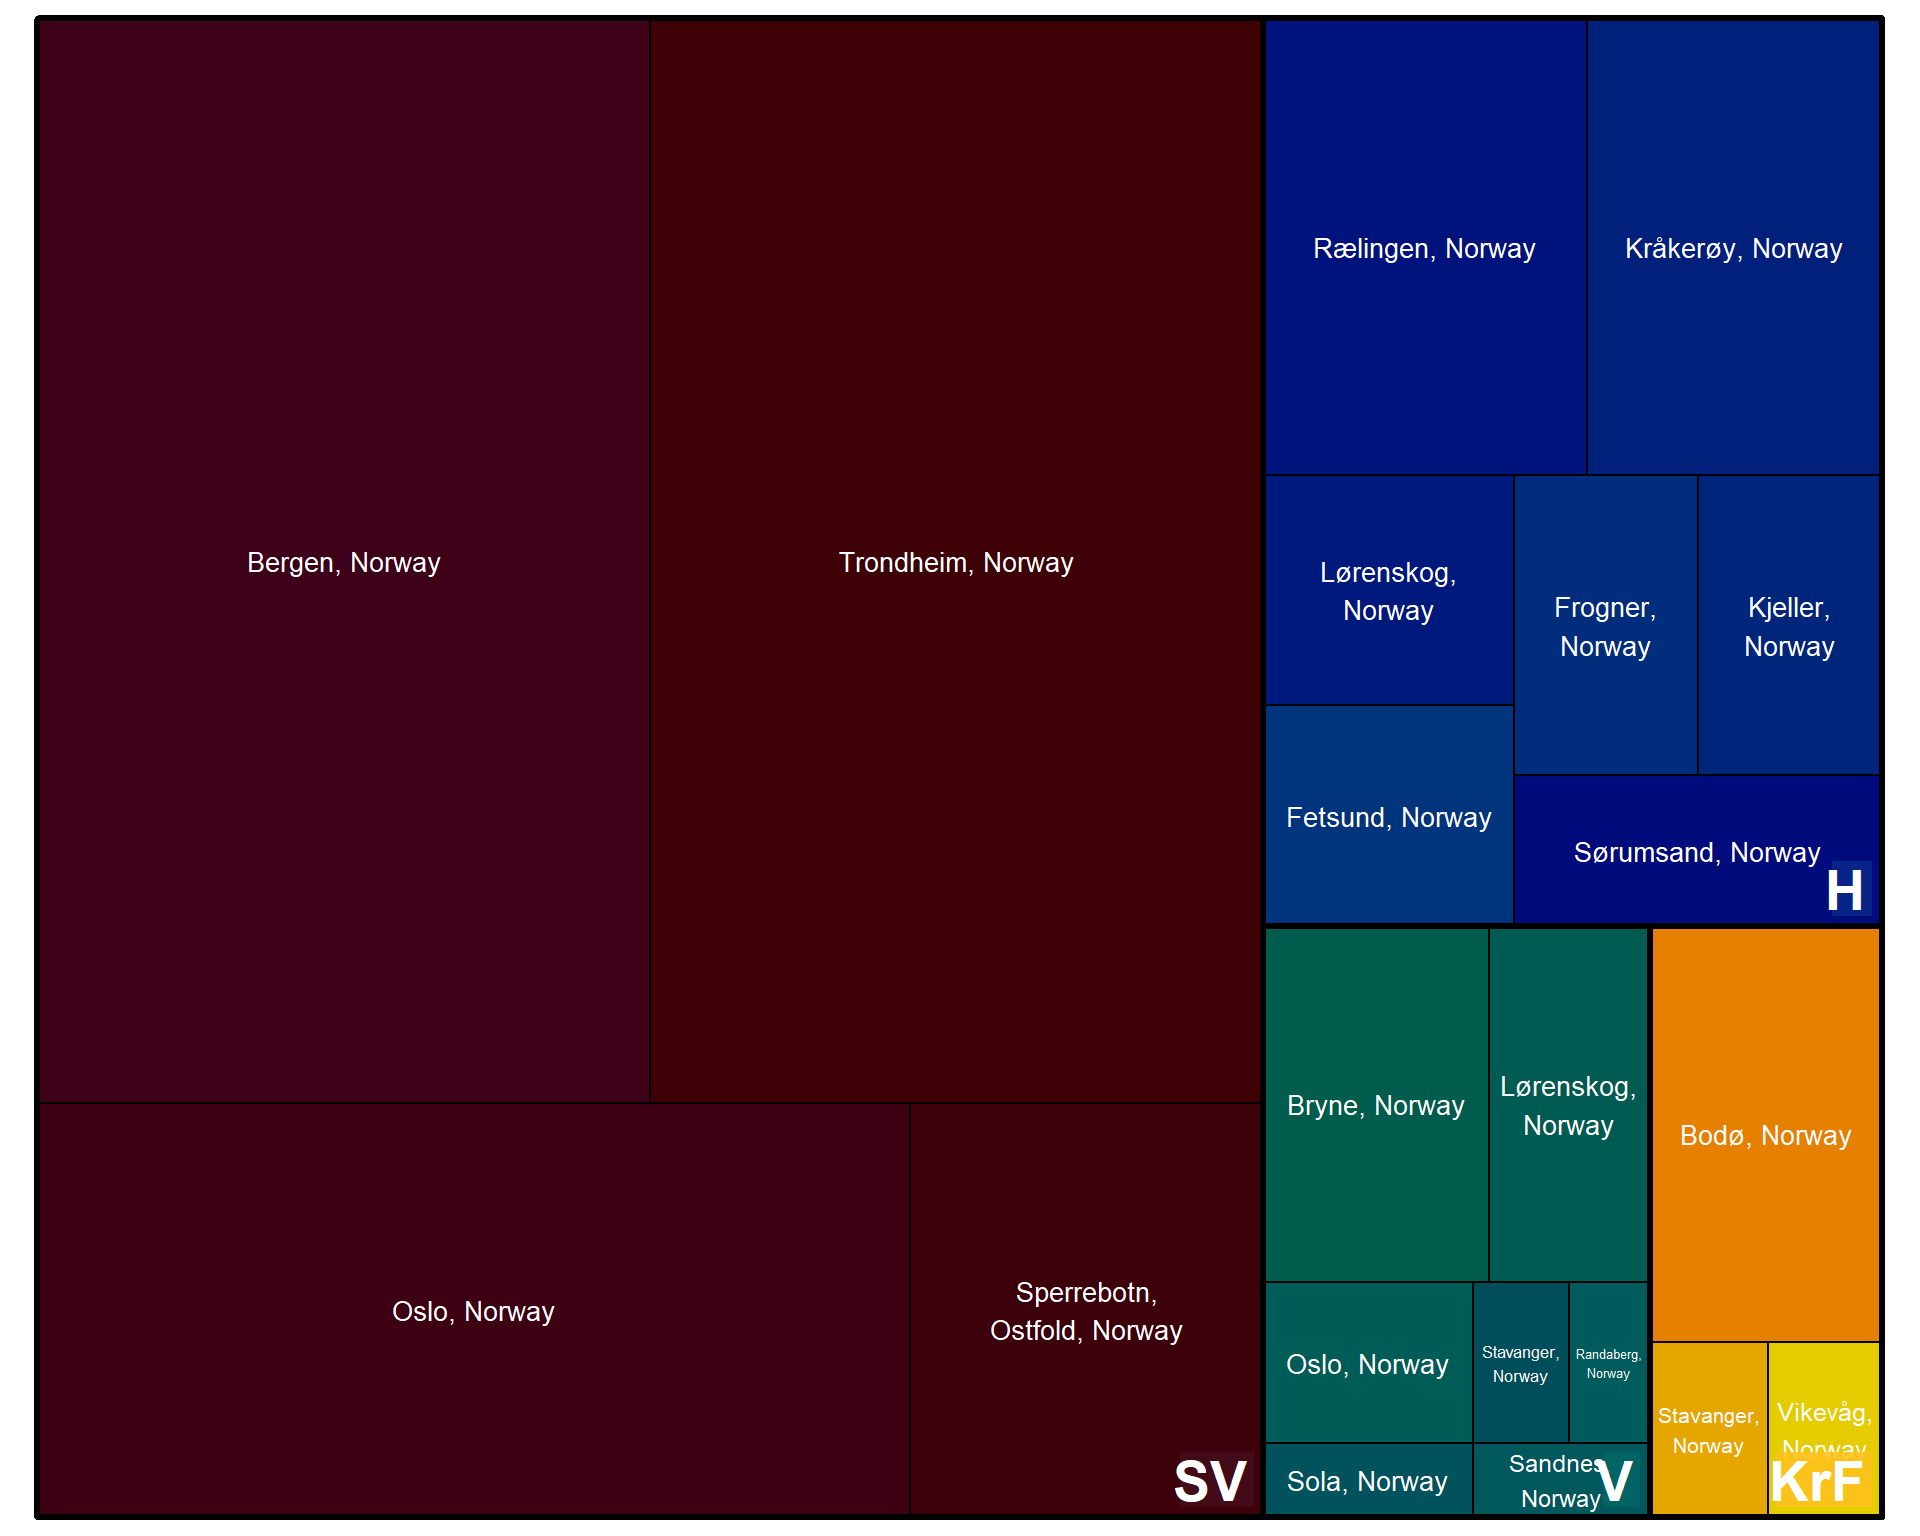 Bergen, Norway
Trondheim, Norway
Oslo, Norway
Sperrebotn,
Ostfold, Norway
SV
Rælingen, Norway
Kråkerøy, Norway
Lørenskog,
Norway
Frogner,
Norway
Kjeller,
Norway
Fetsund, Norway
Sørumsand, Norway
H
Bryne, Norway
Lørenskog,
Norway
Oslo, Norway
Stavanger,
Norway
Randaberg,
Norway
Sola, Norway
Sandnes
Norway
V
Bodø, Norway
Stavanger,
Norway
Vikevåg,
Norway
KrF